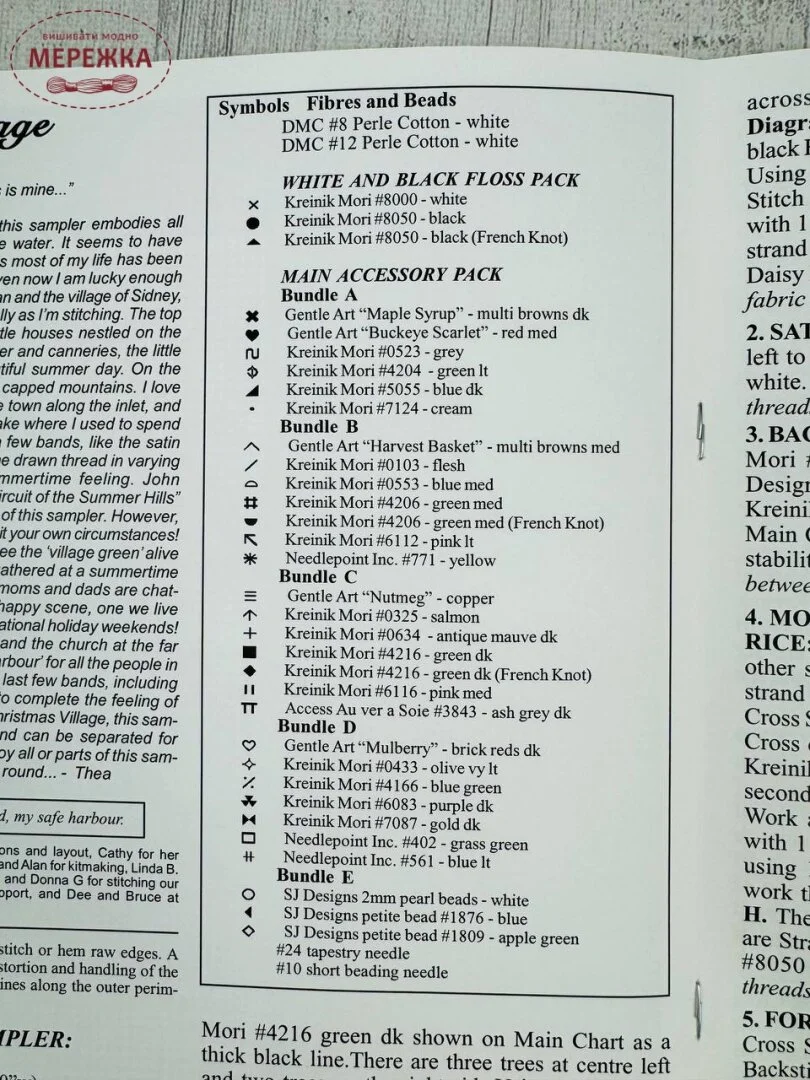 вишивати модно
МЕРЕЖКА
age
is mine..."
this sampler embodies all
e water. It seems to have
s most of my life has been
ven now I am lucky enough
an and the village of Sidney,
lly as I'm stitching. The top
tle houses nestled on the
er and canneries, the little
tiful summer day. On the
capped mountains. I love
e town along the inlet, and
ake where I used to spend
few bands, like the satin
e drawn thread in varying
mmertime feeling. John
ircuit of the Summer Hills"
of this sampler. However,
it your own circumstances!
ee the 'village green' alive
athered at a summertime
moms and dads are chat-
happy scene, one we live
ational holiday weekends!
and the church at the far
rbour' for all the people in
last few bands, including
to complete the feeling of
hristmas Village, this sam-
nd can be separated for
oy all or parts of this sam-
round... - Thea
d, my safe harbour.
ons and layout, Cathy for her
and Alan for kitmaking, Linda B.
and Donna G for stitching our
pport, and Dee and Bruce at
stitch or hem raw edges. A
stortion and handling of the
ines along the outer perim-
MPLER:
Symbols Fibres and Beads
DMC #8 Perle Cotton - white
DMC #12 Perle Cotton - white
WHITE AND BLACK FLOSS PACK
Kreinik Mori #8000 - white
Kreinik Mori #8050 - black
Kreinik Mori #8050 - black (French Knot)
MAIN ACCESSORY PACK
Bundle A
Gentle Art "Maple Syrup" - multi browns dk
Gentle Art "Buckeye Scarlet" - red med
Kreinik Mori #0523 - grey
Kreinik Mori #4204 - green lt
Kreinik Mori #5055 - blue dk
Kreinik Mori #7124 - cream
Bundle B
Gentle Art "Harvest Basket" - multi browns med
Kreinik Mori #0103 - flesh
Kreinik Mori #0553 - blue med
Kreinik Mori #4206 - green med
Kreinik Mori #4206 - green med (French Knot)
Kreinik Mori #6112 - pink lt
Needlepoint Inc. #771 - yellow
Bundle C
Gentle Art "Nutmeg" - copper
Kreinik Mori #0325 - salmon
Kreinik Mori #0634 - antique mauve dk
Kreinik Mori #4216 - green dk
Kreinik Mori #4216 - green dk (French Knot)
Kreinik Mori #6116 - pink med
Access Au ver a Soie #3843 - ash grey dk
Bundle D
Gentle Art "Mulberry" - brick reds dk
Kreinik Mori #0433 - olive vy lt
Kreinik Mori #4166 - blue green
Kreinik Mori #6083 - purple dk
Kreinik Mori #7087 - gold dk
Needlepoint Inc. #402 - grass green
Needlepoint Inc. #561 - blue lt
Bundle E
SJ Designs 2mm pearl beads - white
SJ Designs petite bead #1876 - blue
SJ Designs petite bead #1809 - apple green
#24 tapestry needle
#10 short beading needle
Mori #4216 green dk shown on Main Chart as a
thick black line.There are three trees at centre left
across
Diagra
black
Using
Stitch
with 1
strand
Daisy
fabric
2. SAT
left to
white.
thread
3. BAC
Mori #
Design
Kreini
Main C
stabilit
betwee
4. MO
RICE:
other s
strand
Cross S
Cross
Kreini
second
Work a
with 1
using
work th
H. The
are Stra
#8050
threads
5. FOR
Cross S
Backsti